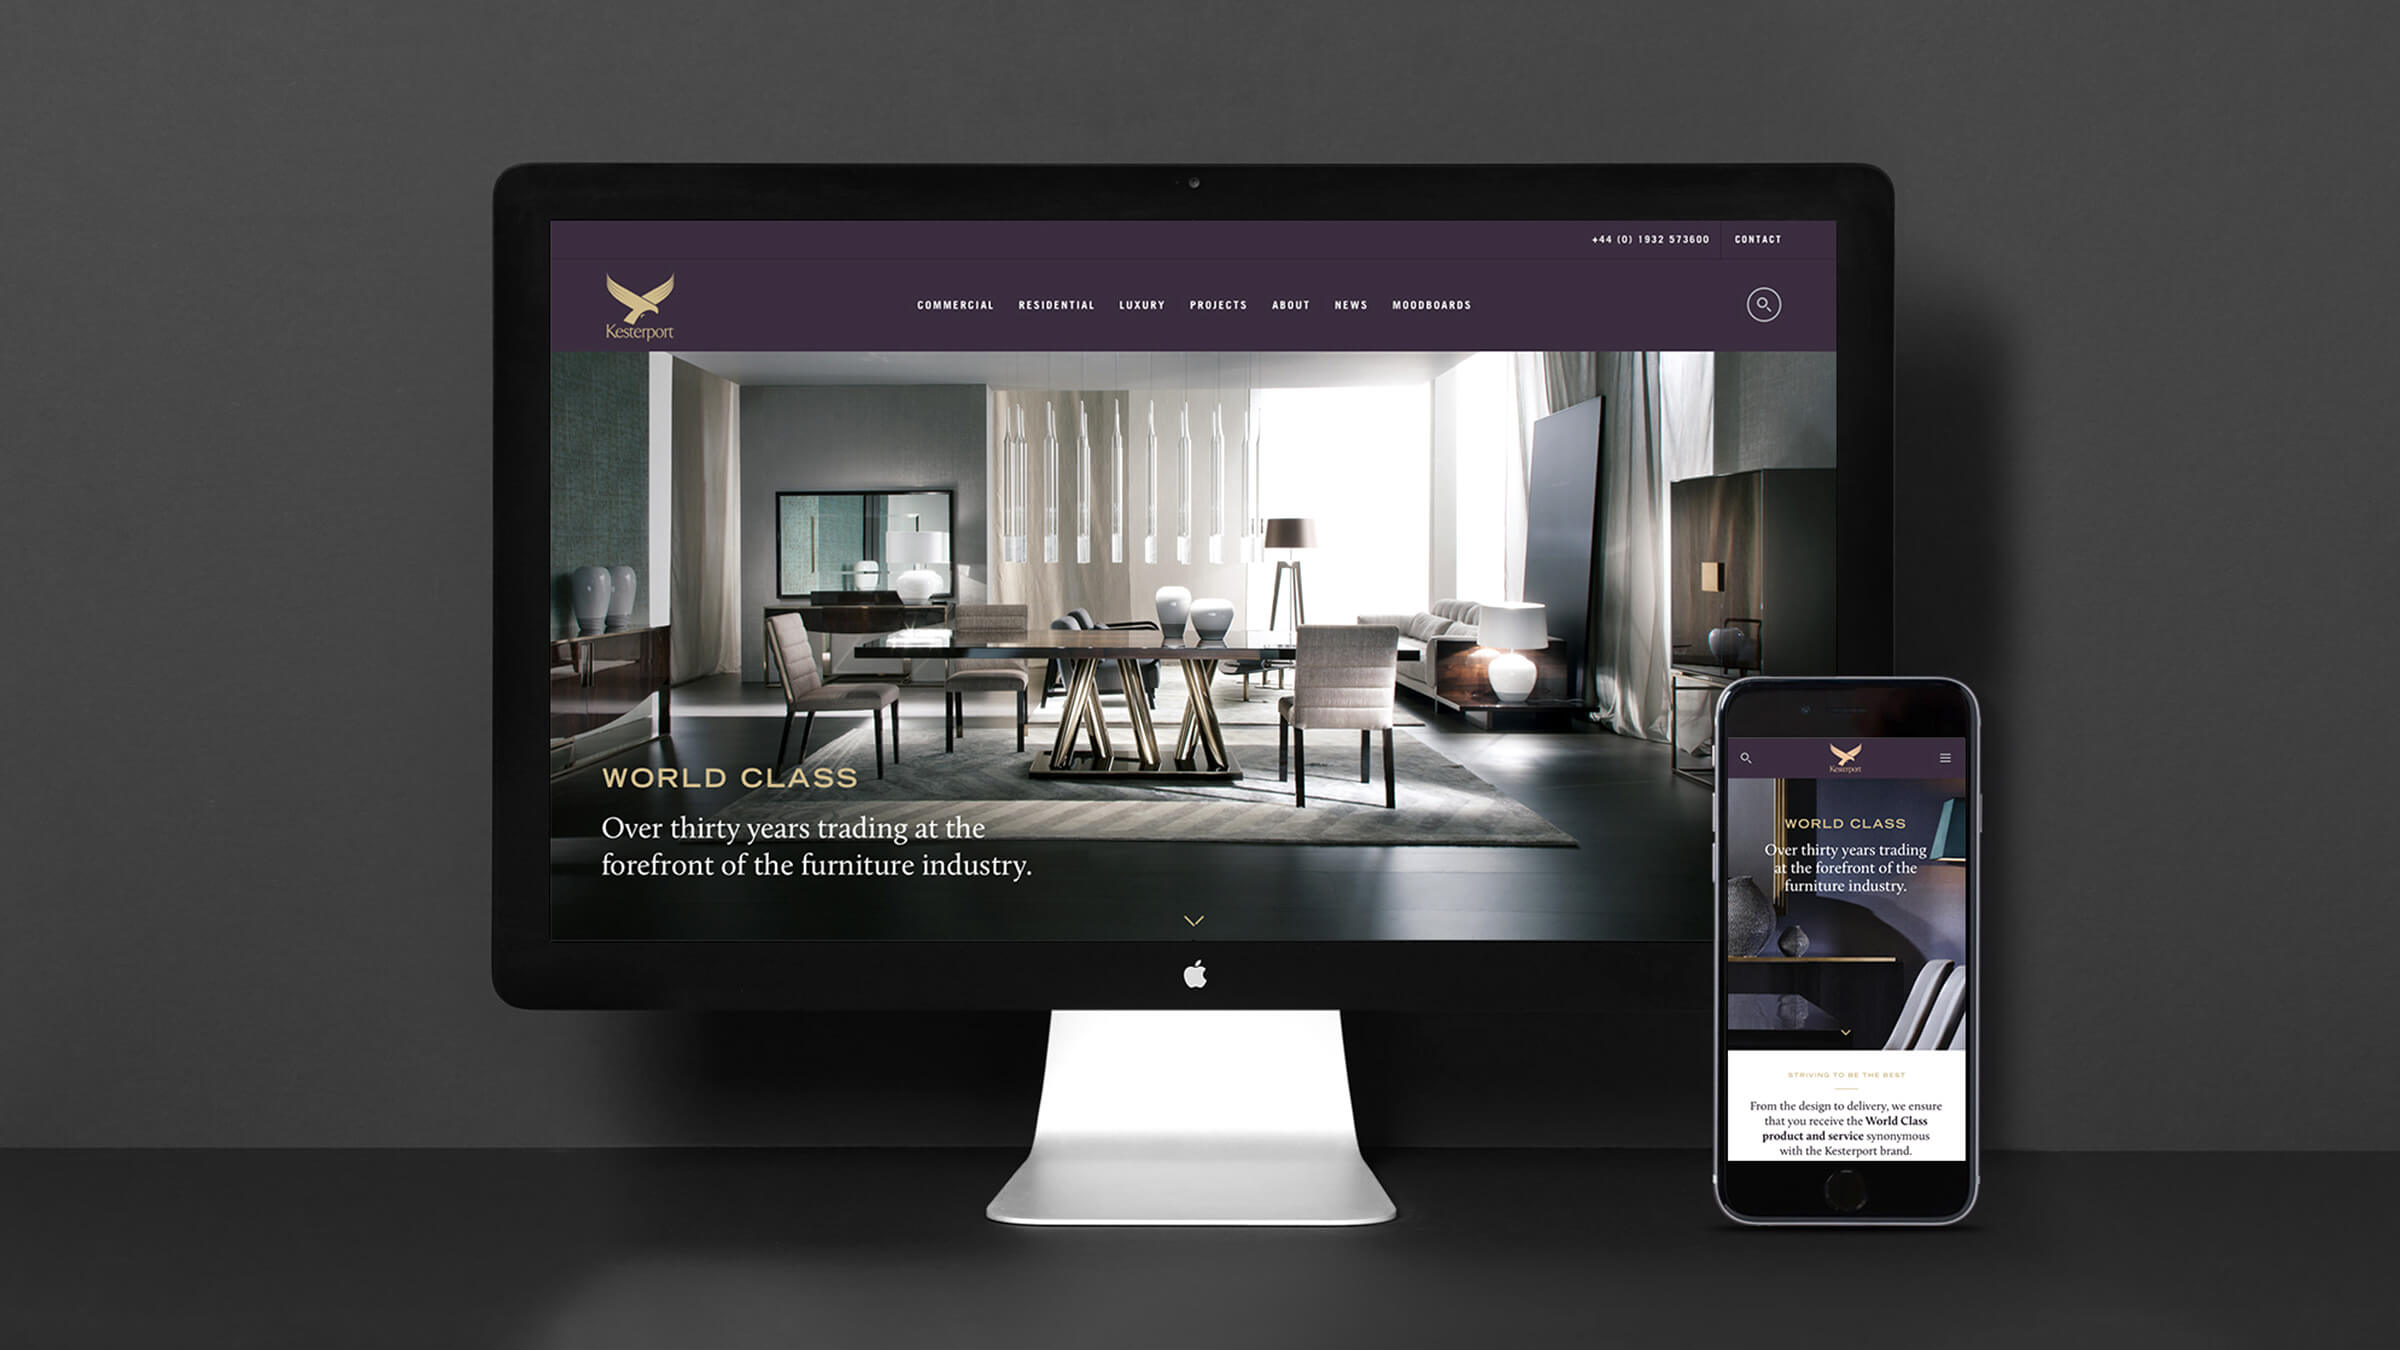 +44 (0) 1932 573600 CONTACT
Kesterport
COMMERCIAL RESIDENTIAL LUXURY PROJECTS ABOUT NEWS MOODBOARDS
WORLD CLASS
Over thirty years trading at the
forefront of the furniture industry.
Kesterport
WORLD CLASS
Over thirty years trading
at the forefront of the
furniture industry.
STRIVING TO BE THE BEST
From the design to delivery, we ensure
that you receive the World Class
product and service synonymous
with the Kesterport brand.